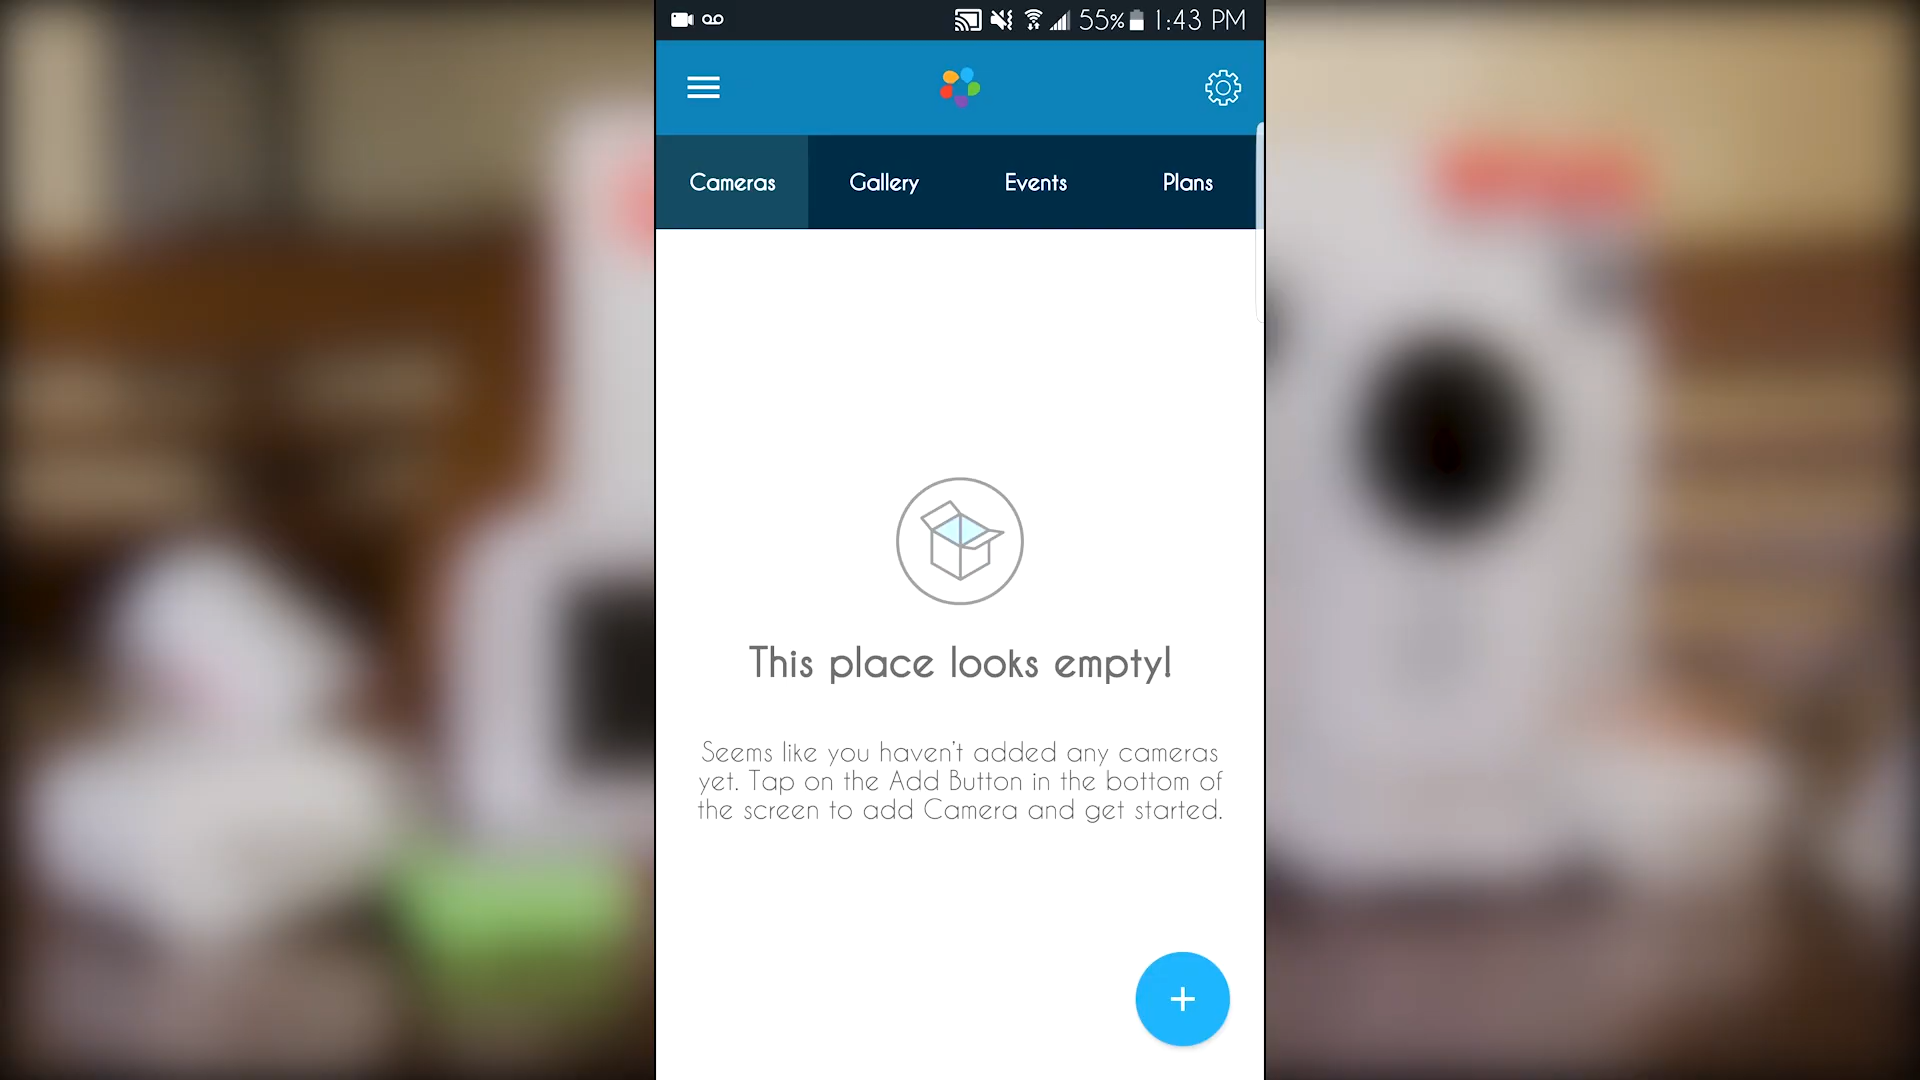 55% 1:43 PM
Cameras Gallery Events Plans
This place looks empty!
Seems like you haven't added any cameras
yet. Tap on the Add Button in the bottom of
the screen to add Camera and get started.